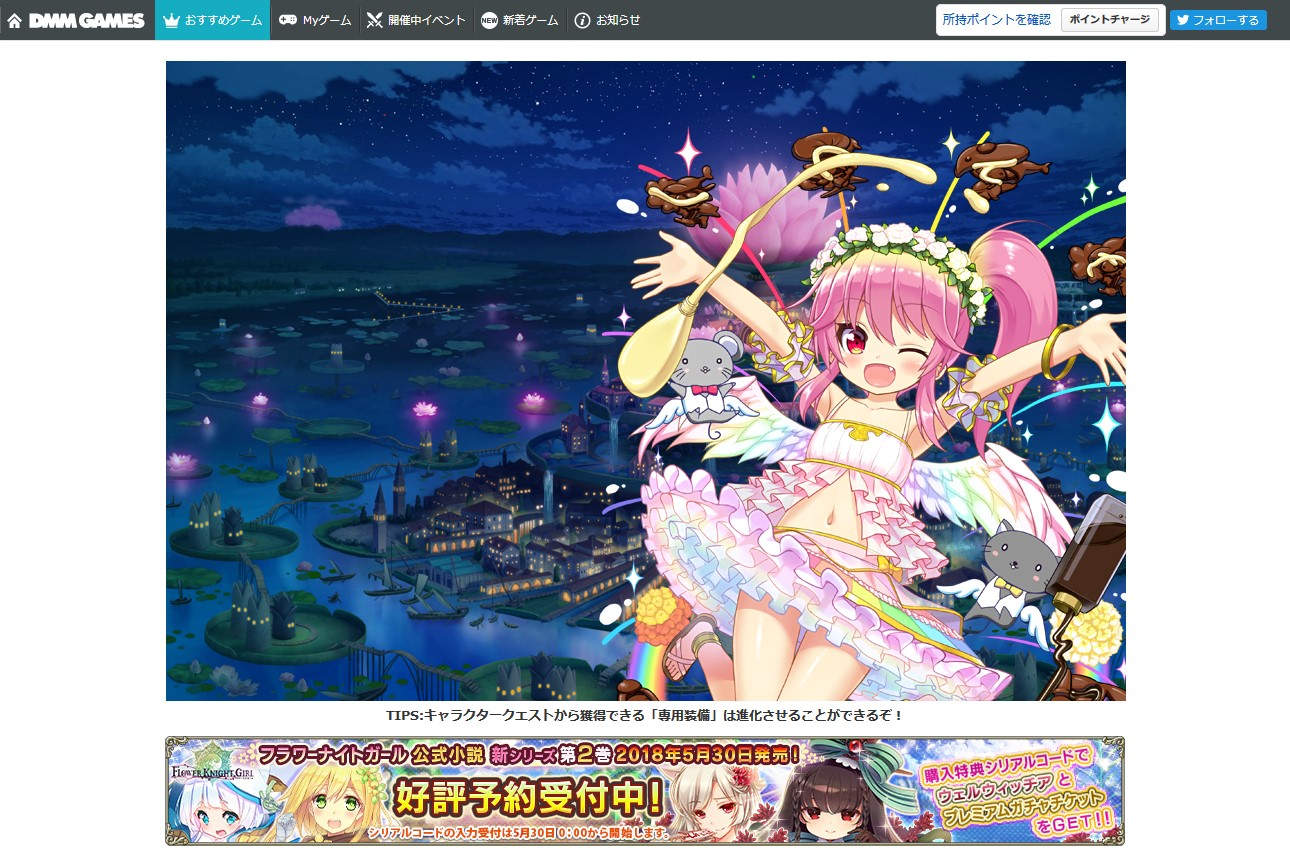 DMM GAMES
おすすめゲーム
Myゲーム
開催中イベント
NEW 新着ゲーム
お知らせ
所持ポイントを確認
ポイントチャージ
フォローする
TIPS:キャラクタークエストから獲得できる「専用装備」は進化させることができるぞ！
FLOWER KNIGHT GIRL
フラワーナイトガール 公式小説 新シリーズ 第2巻 2018年5月30日発売！
好評予約受付中！
シリアルコードの入力受付は5月30日 0：00から開始します。
購入特典シリアルコードで
ウェルウィッチア と
プレミアムガチャチケット
をGET!!